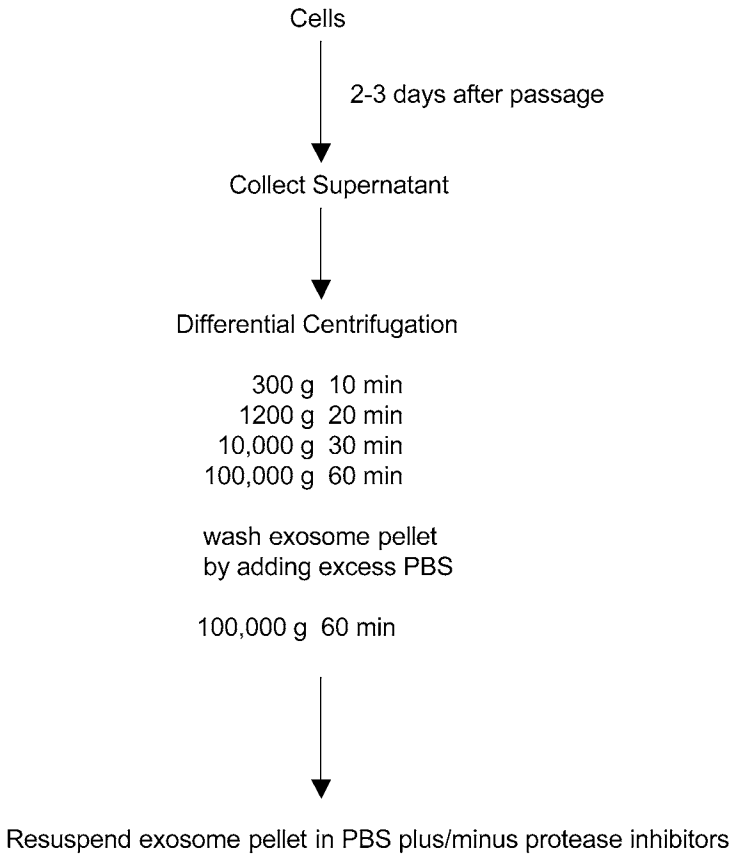 Cells
2-3 days after passage
Collect Supernatant
Differential Centrifugation
300 g 10 min
1200 g 20 min
10,000 g 30 min
100,000 g 60 min
wash exosome pellet
by adding excess PBS
100,000 g 60 min
Resuspend exosome pellet in PBS plus/minus protease inhibitors